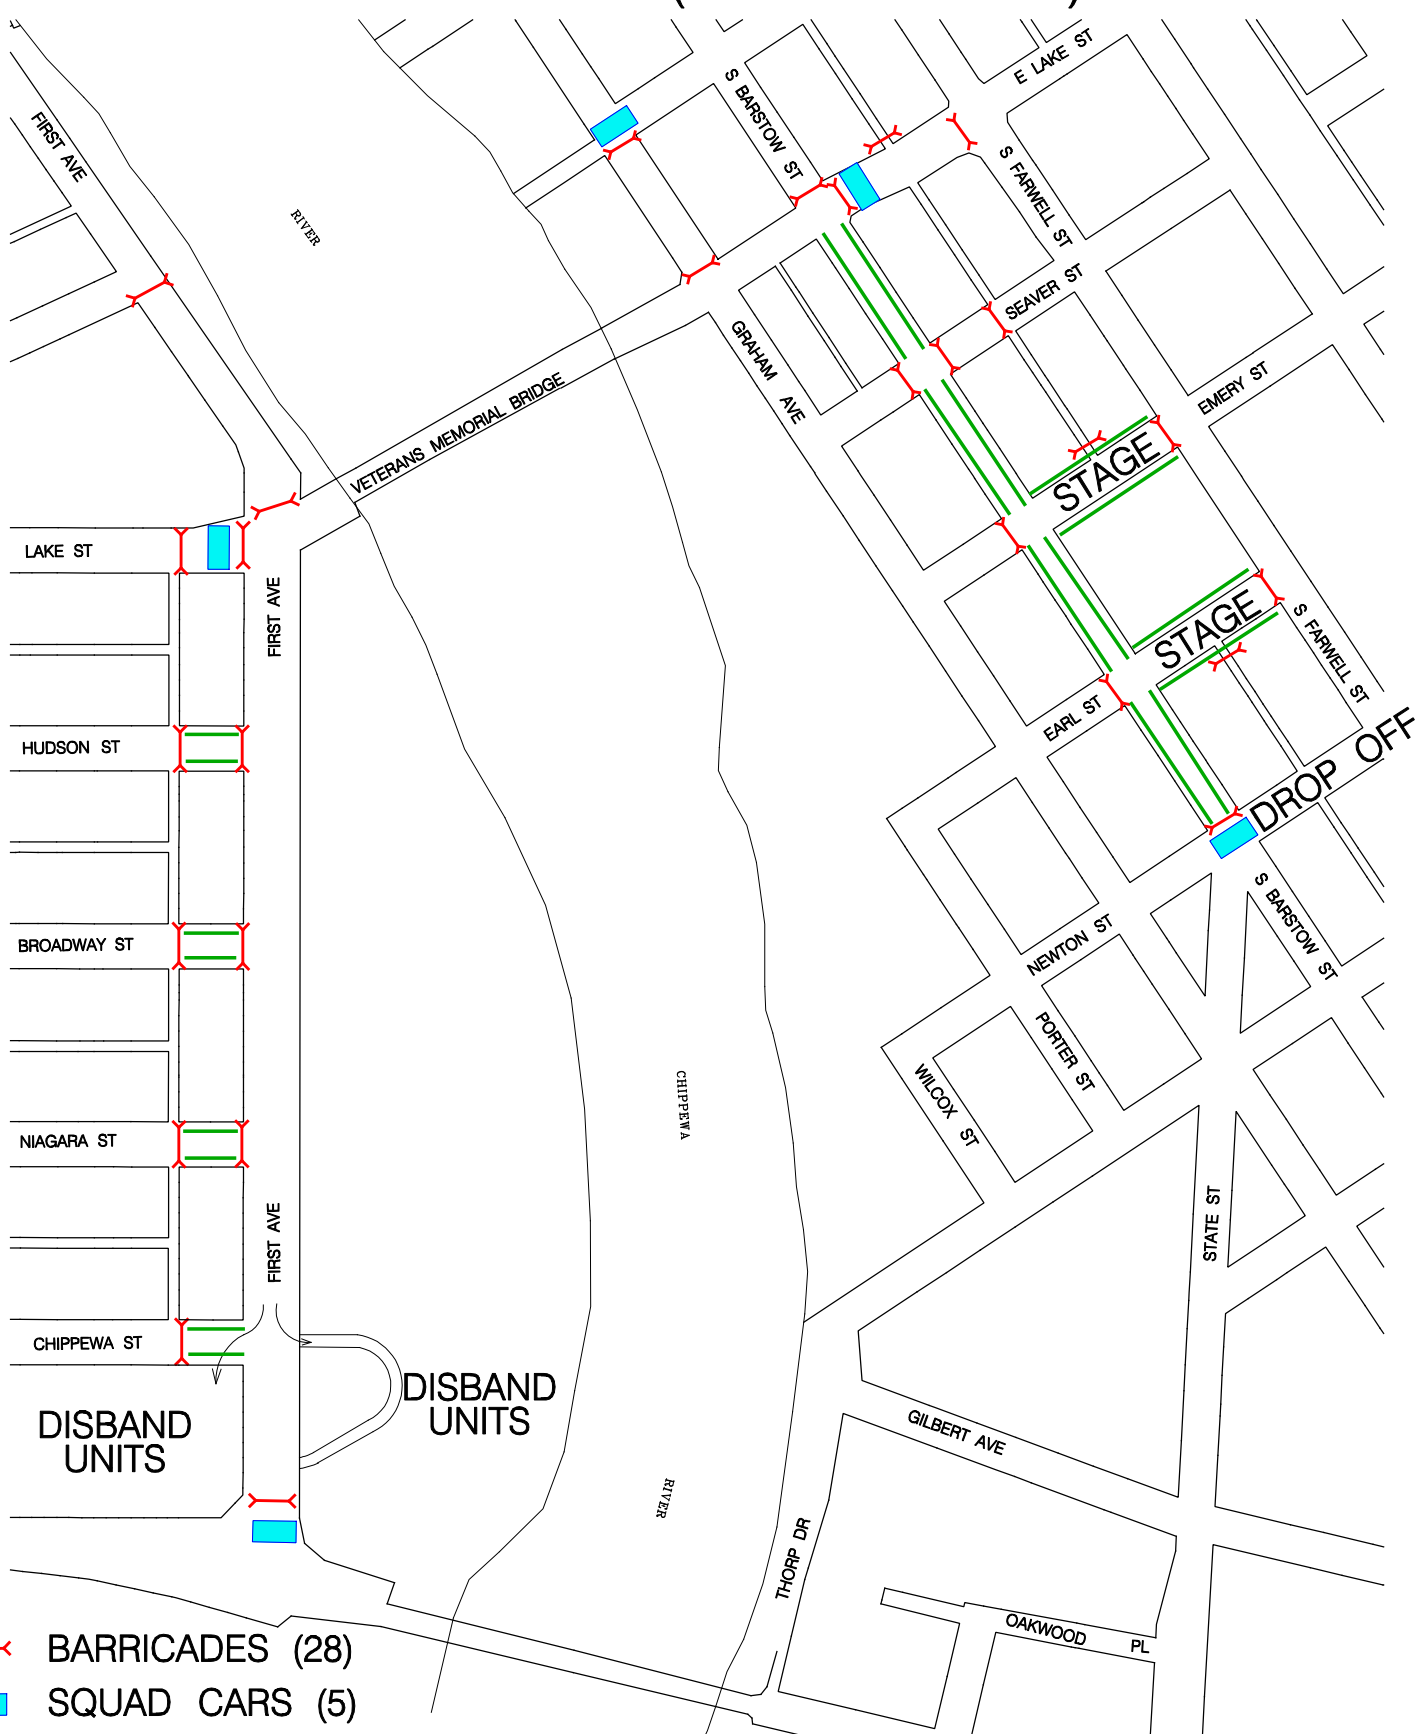 E LAKE ST
S BARSTOW ST
FIRST AVE
S FARWELL ST
RIVER
SEAVER ST
GRAHAM AVE
EMERY ST
VETERANS MEMORIAL BRIDGE
STAGE
LAKE ST
FIRST AVE
STAGE
S FARWELL ST
EARL ST
HUDSON ST
DROP OFF
S BARSTOW ST
BROADWAY ST
NEWTON ST
PORTER ST
WILCOX ST
CHIPPEWA
NIAGARA ST
STATE ST
FIRST AVE
CHIPPEWA ST
DISBAND
UNITS
DISBAND
UNITS
GILBERT AVE
RIVER
THORP DR
OAKWOOD PL
BARRICADES (28)
SQUAD CARS (5)